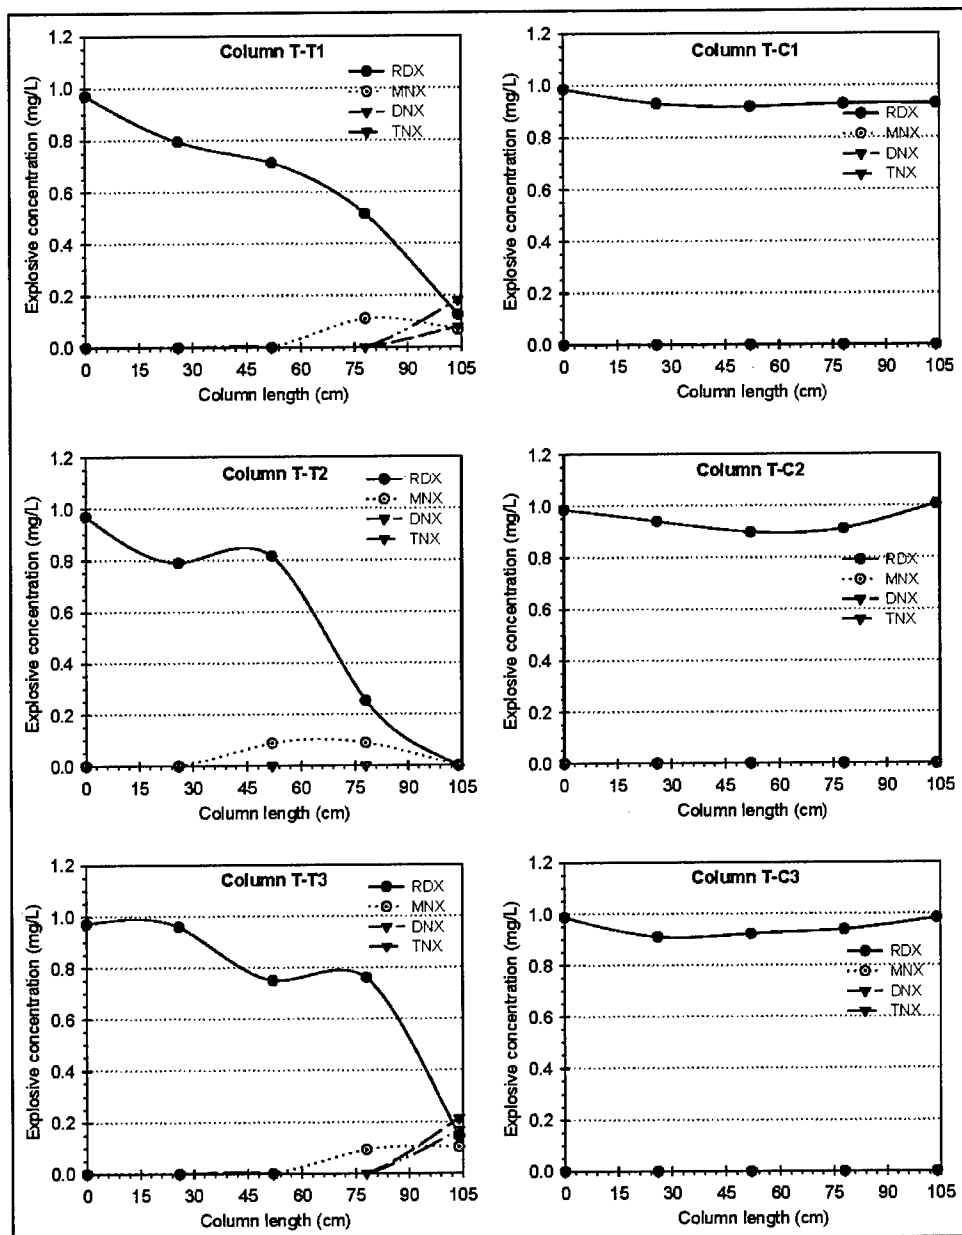 Column T-T1
Explosive concentration (mg/L)
1.2
1.0
0.8
0.6
0.4
0.2
0.0
RDX
MNX
DNX
TNX
0 15 30 45 60 75 90 105
Column length (cm)
Column T-C1
Explosive concentration (mg/L)
1.2
1.0
0.8
0.6
0.4
0.2
0.0
RDX
MNX
DNX
TNX
0 15 30 45 60 75 90 105
Column length (cm)
Column T-T2
Explosive concentration (mg/L)
1.2
1.0
0.8
0.6
0.4
0.2
0.0
RDX
MNX
DNX
TNX
0 15 30 45 60 75 90 105
Column length (cm)
Column T-C2
Explosive concentration (mg/L)
1.2
1.0
0.8
0.6
0.4
0.2
0.0
RDX
MNX
DNX
TNX
0 15 30 45 60 75 90 105
Column length (cm)
Column T-T3
Explosive concentration (mg/L)
1.2
1.0
0.8
0.6
0.4
0.2
0.0
RDX
MNX
DNX
TNX
0 15 30 45 60 75 90 105
Column length (cm)
Column T-C3
Explosive concentration (mg/L)
1.2
1.0
0.8
0.6
0.4
0.2
0.0
RDX
MNX
DNX
TNX
0 15 30 45 60 75 90 105
Column length (cm)